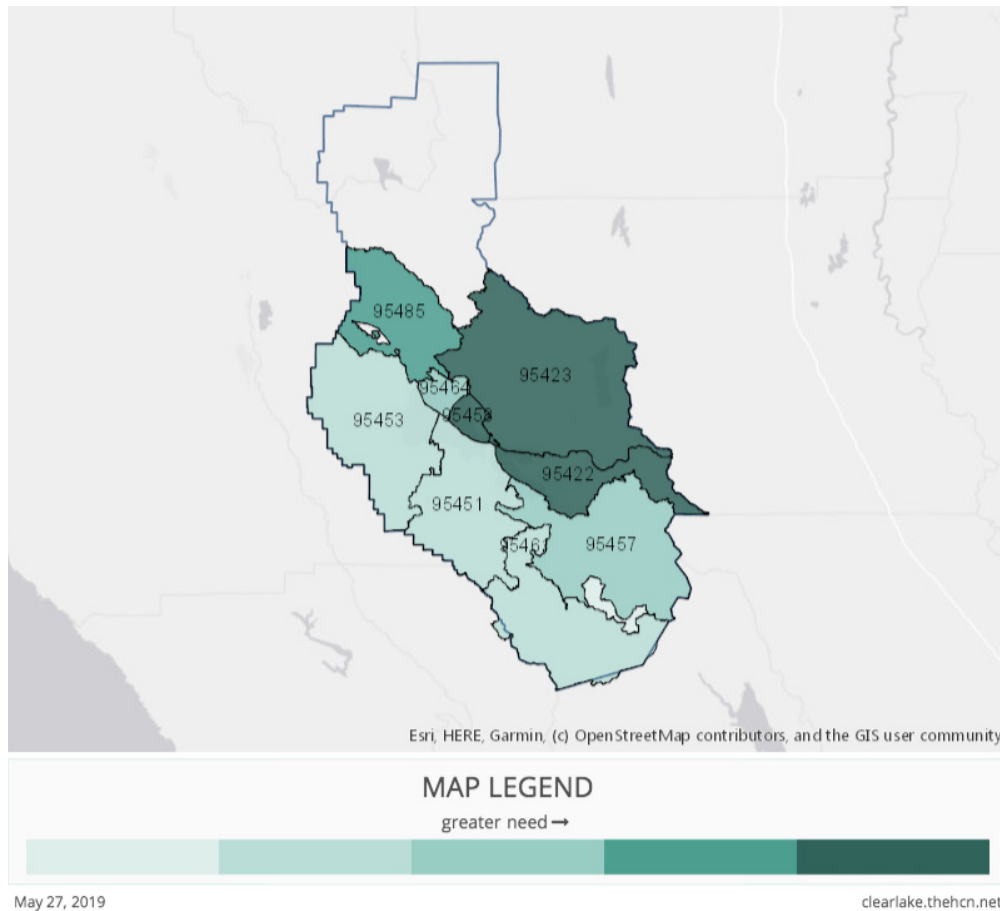 95485
95423
95464
95458
95453
95422
95451
95461
95457
Esri, HERE, Garmin, (c) OpenStreetMap contributors, and the GIS user community
MAP LEGEND
greater need →
May 27, 2019
clearlake.thehcn.net